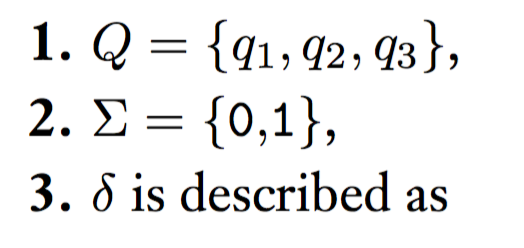 1. Q = {q₁, q₂, q₃},
2. Σ = {0,1},
3. δ is described as